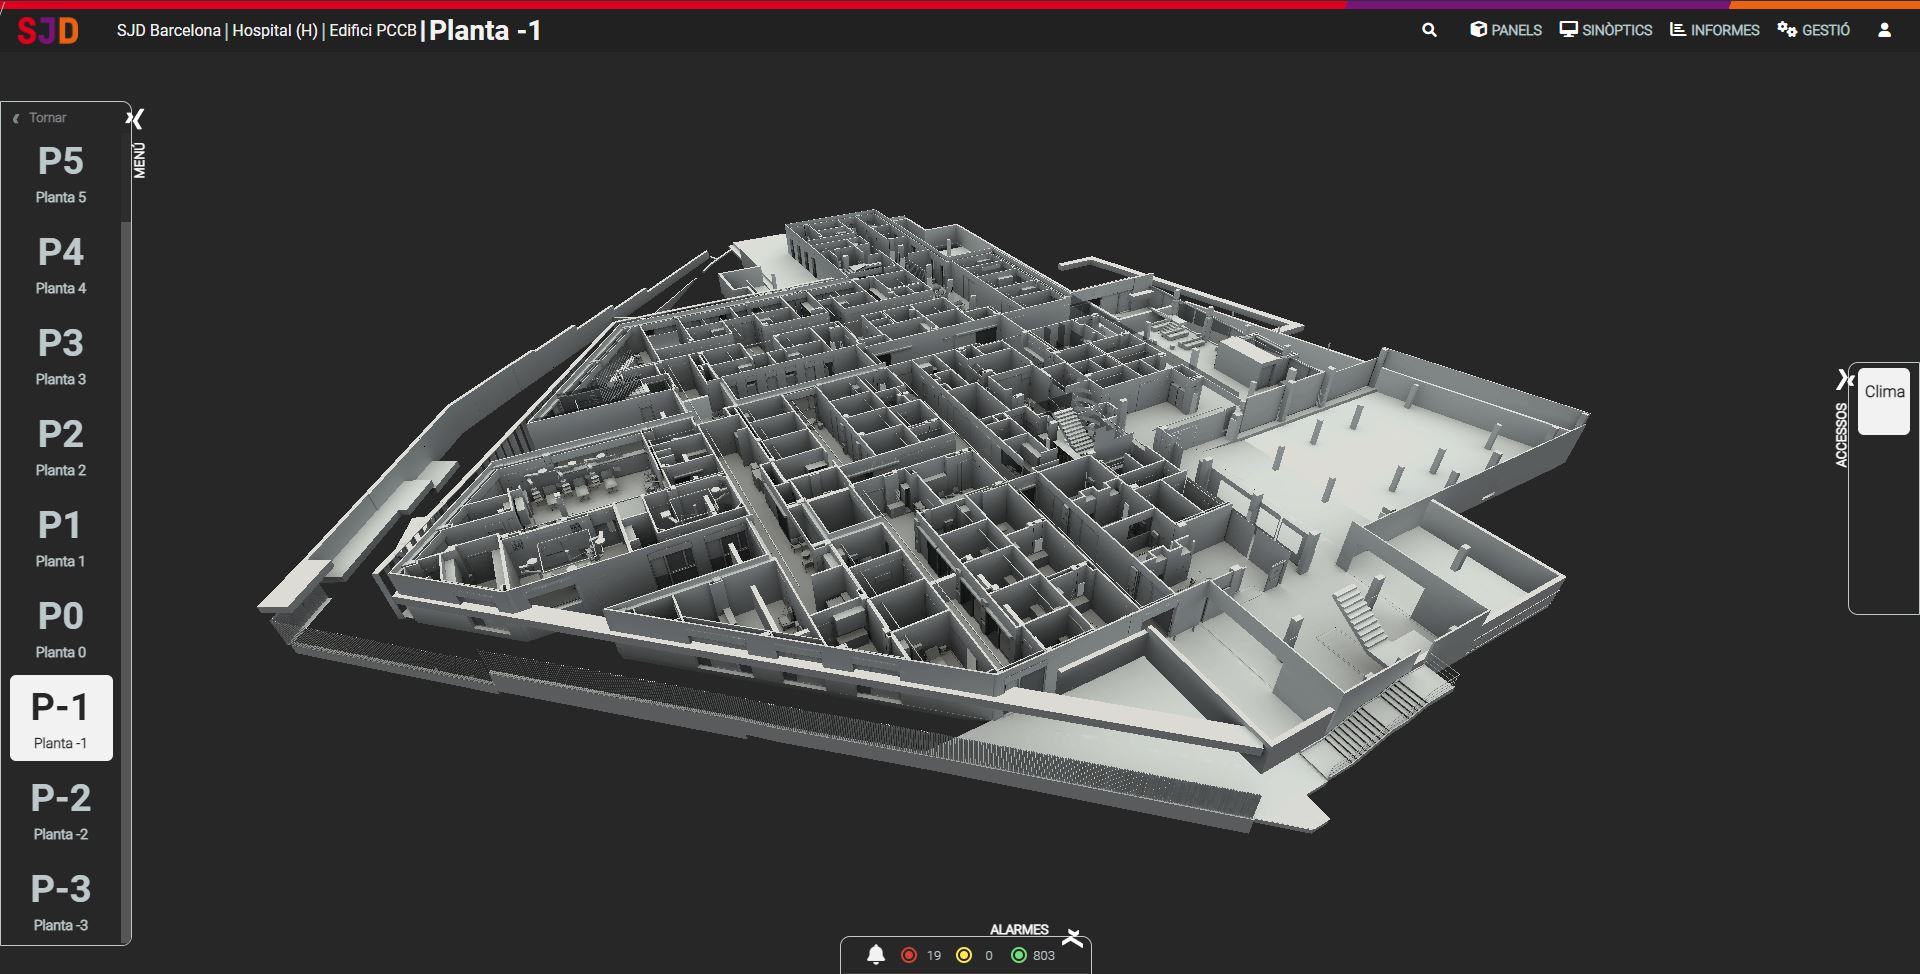 SJD SJD Barcelona | Hospital (H) | Edifici PCCB | Planta -1 PANELS SINÒPTICS INFORMES GESTIÓ
Tornar
MENÚ
P5
Planta 5
P4
Planta 4
P3
Planta 3
P2
Planta 2
P1
Planta 1
P0
Planta 0
P-1
Planta -1
P-2
Planta -2
P-3
Planta -3
Clima
ACCESSOS
ALARMES
19 0 803